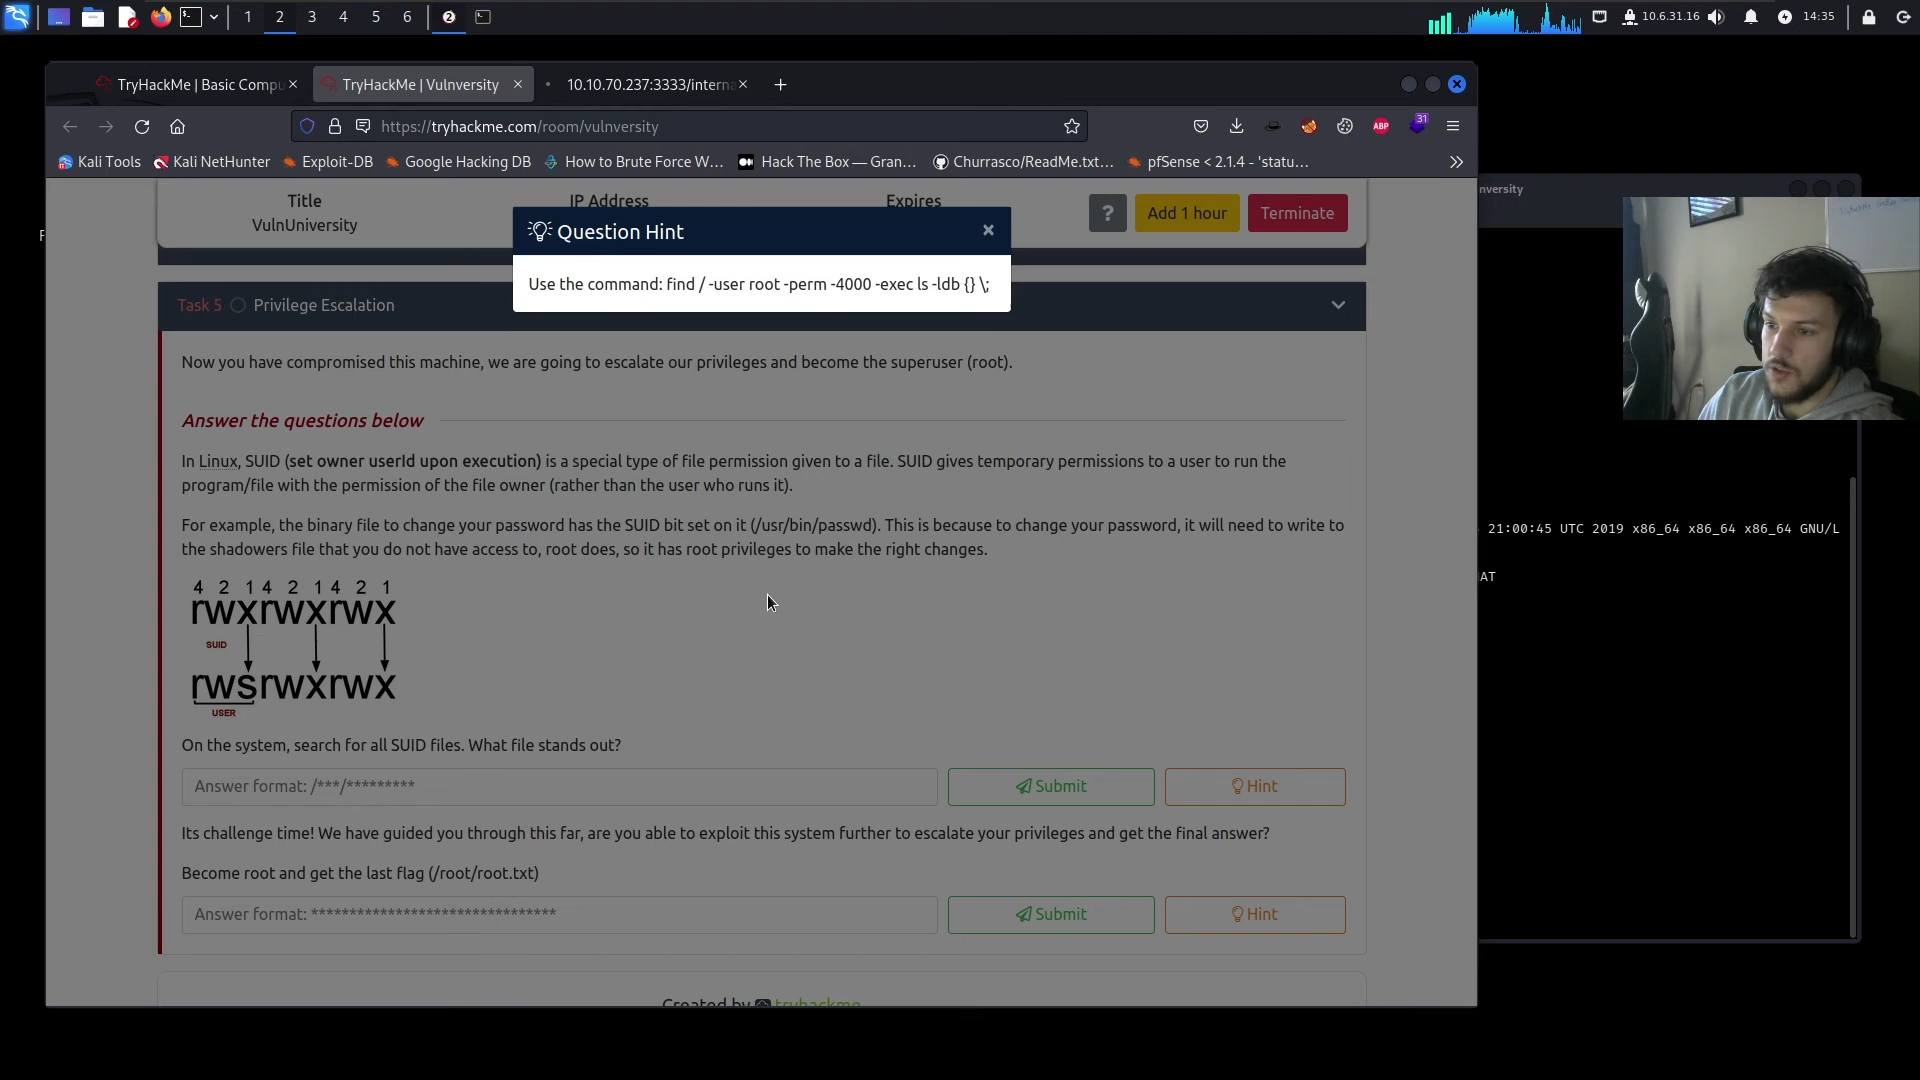 1 2 3 4 5 6 2 10.6.31.16 14:35
TryHackMe | Basic Compu × TryHackMe | Vulnversity × 10.10.70.237:3333/interna × +
https://tryhackme.com/room/vulnversity ABP 31
Kali Tools Kali NetHunter Exploit-DB Google Hacking DB How to Brute Force W… Hack The Box — Gran… Churrasco/ReadMe.txt… pfSense < 2.1.4 - 'statu… »
nversity
Title IP Address Expires
VulnUniversity
? Add 1 hour Terminate
Question Hint ×
Use the command: find / -user root -perm -4000 -exec ls -ldb {} \;
Task 5 Privilege Escalation
Now you have compromised this machine, we are going to escalate our privileges and become the superuser (root).
Answer the questions below
In Linux, SUID (set owner userId upon execution) is a special type of file permission given to a file. SUID gives temporary permissions to a user to run the
program/file with the permission of the file owner (rather than the user who runs it).
For example, the binary file to change your password has the SUID bit set on it (/usr/bin/passwd). This is because to change your password, it will need to write to
the shadowers file that you do not have access to, root does, so it has root privileges to make the right changes.
21:00:45 UTC 2019 x86_64 x86_64 x86_64 GNU/L
AT
4 2 1 4 2 1 4 2 1
rwxrwxrwx
SUID
rwsrwxrwx
USER
On the system, search for all SUID files. What file stands out?
Answer format: /***/********* Submit Hint
Its challenge time! We have guided you through this far, are you able to exploit this system further to escalate your privileges and get the final answer?
Become root and get the last flag (/root/root.txt)
Answer format: ******************************** Submit Hint
Created by tryhackme